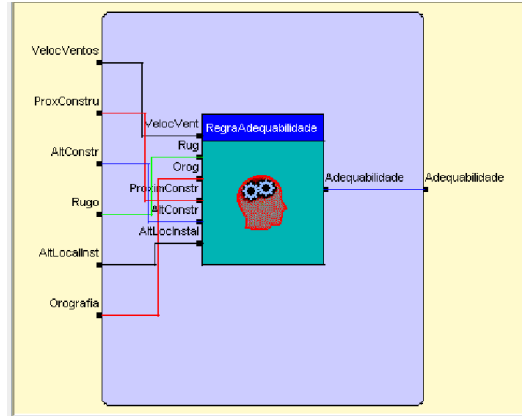 VelocVentos
ProxConstru
AltConstr
Rugo
AltLocalInst
Orografia
VelocVent
RegraAdequabilidade
Rug
Orog
ProximConstr
AltConstr
AltLocInstal
Adequabilidade
Adequabilidade